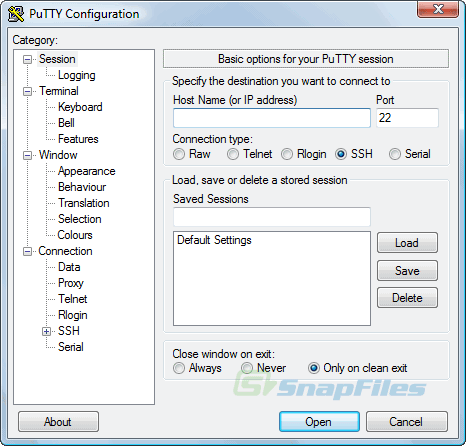 PuTTY Configuration
Category:
Session
Logging
Terminal
Keyboard
Bell
Features
Window
Appearance
Behaviour
Translation
Selection
Colours
Connection
Data
Proxy
Telnet
Rlogin
SSH
Serial
Basic options for your PuTTY session
Specify the destination you want to connect to
Host Name (or IP address) Port
22
Connection type:
Raw Telnet Rlogin SSH Serial
Load, save or delete a stored session
Saved Sessions
Default Settings
Load
Save
Delete
Close window on exit:
Always Never Only on clean exit
SnapFiles
About Open Cancel